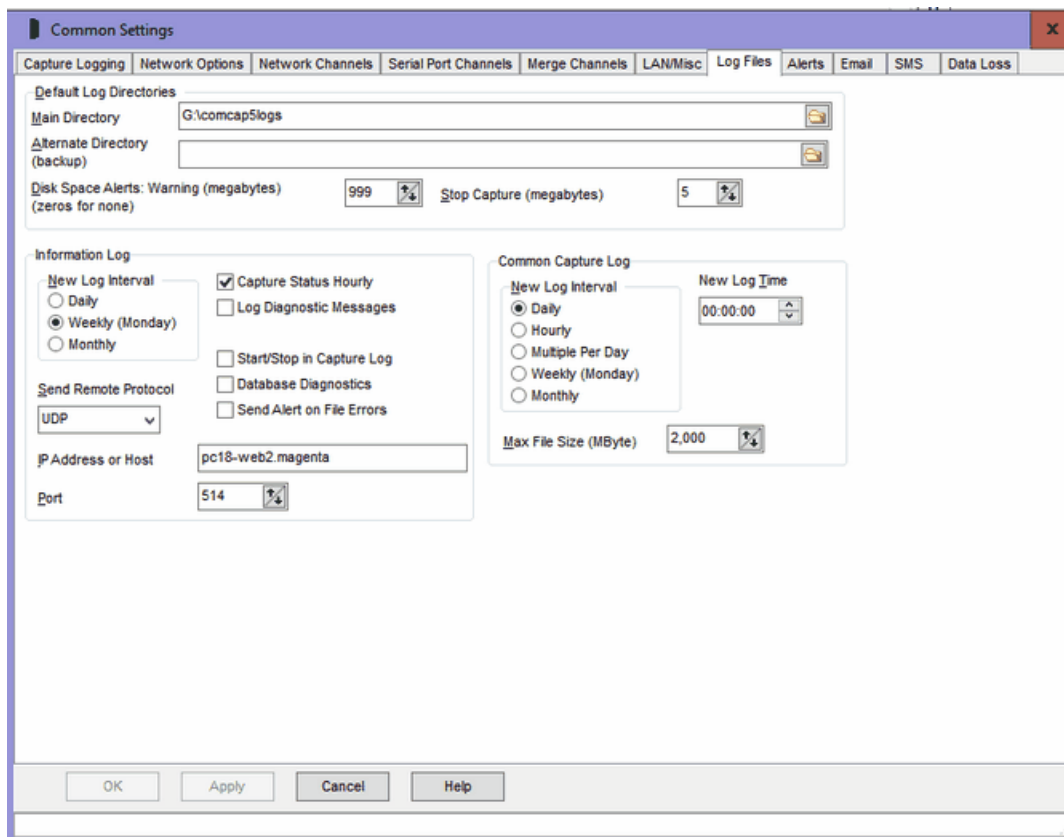 Common Settings
Capture Logging Network Options Network Channels Serial Port Channels Merge Channels LAN/Misc Log Files Alerts Email SMS Data Loss
Default Log Directories
Main Directory G:\comcap5logs
Alternate Directory
(backup)
Disk Space Alerts: Warning (megabytes) 999 Stop Capture (megabytes) 5
(zeros for none)
Information Log
New Log Interval
Daily
Weekly (Monday)
Monthly
Capture Status Hourly
Log Diagnostic Messages
Start/Stop in Capture Log
Database Diagnostics
Send Alert on File Errors
Send Remote Protocol
UDP
IP Address or Host pc18-web2.magenta
Port 514
Common Capture Log
New Log Interval
Daily
Hourly
Multiple Per Day
Weekly (Monday)
Monthly
New Log Time
00:00:00
Max File Size (MByte) 2,000
OK Apply Cancel Help